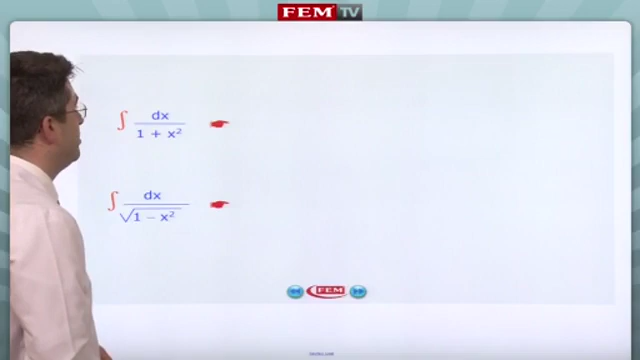 FEM TV
∫ dx / 1 + x²
∫ dx / √1 − x²
FEM